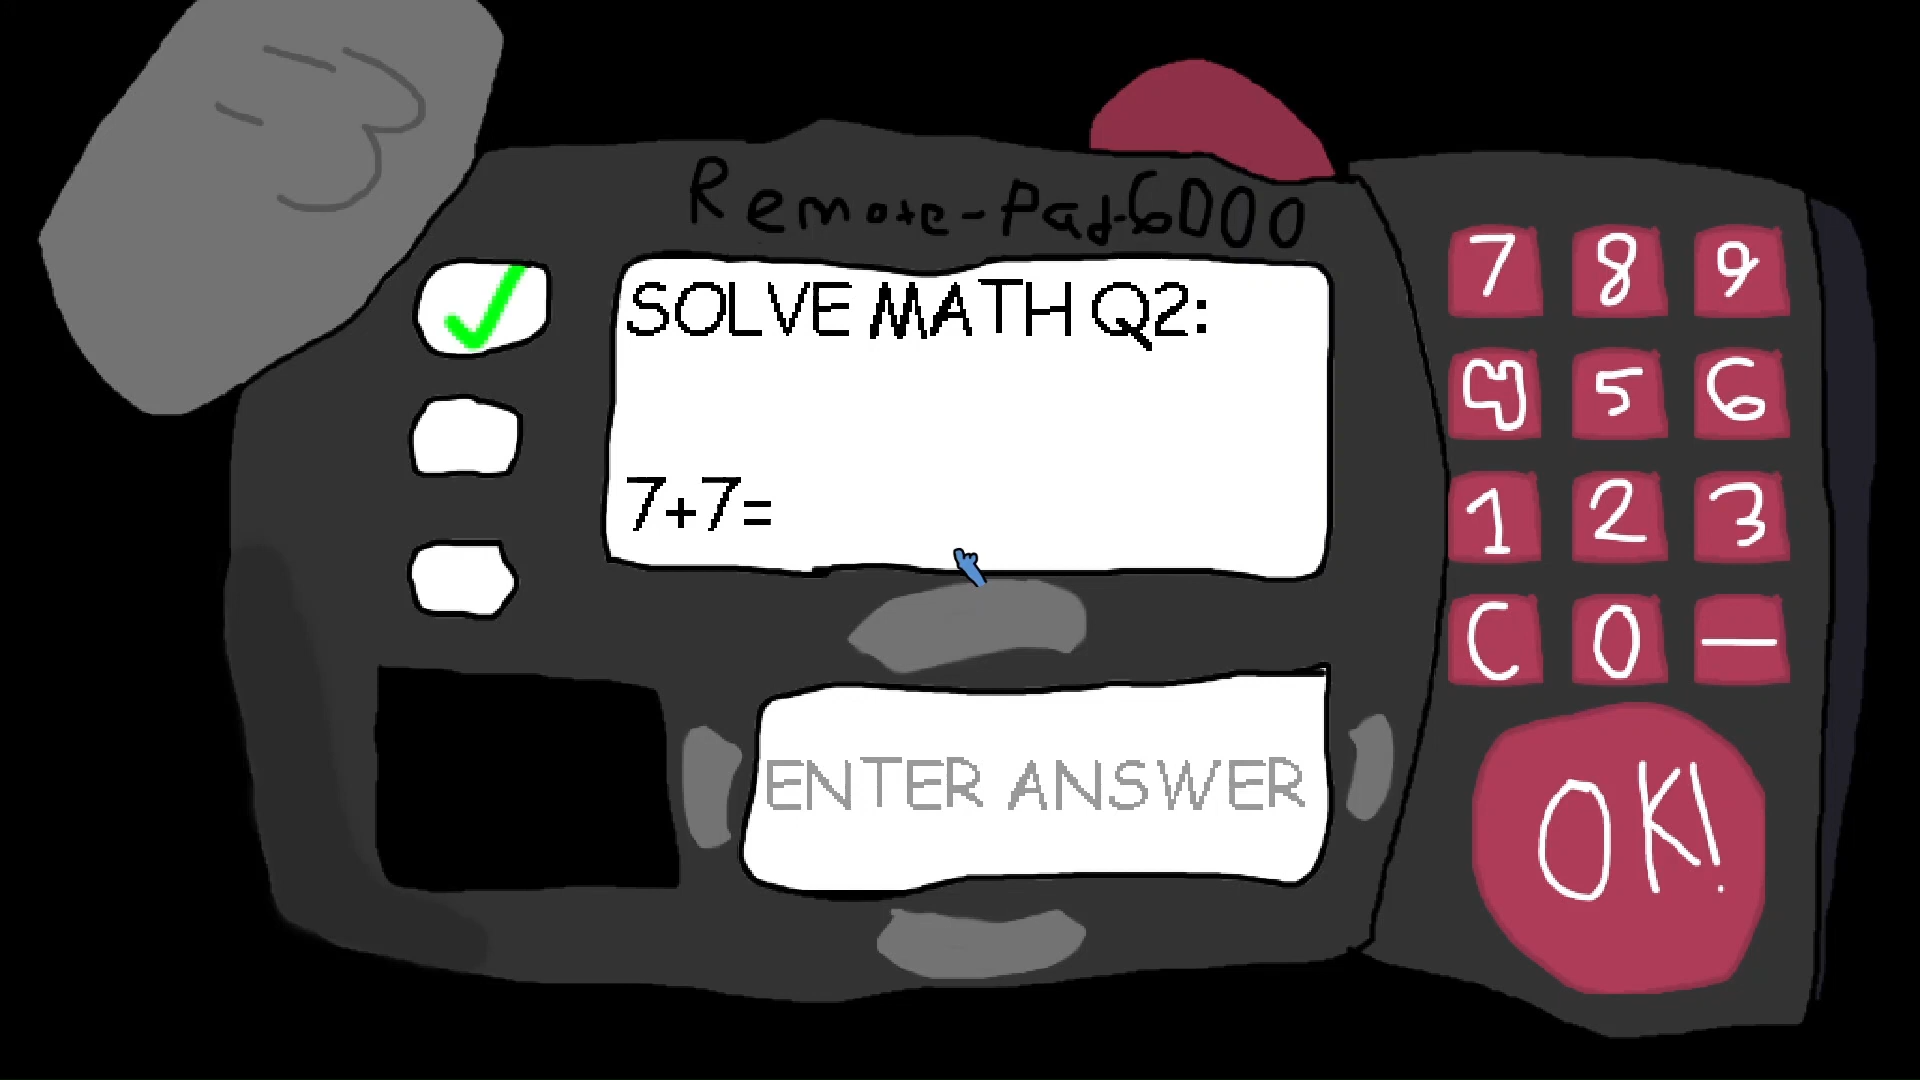 Remote-Pad-6000
SOLVE MATH Q2:
7+7=
ENTER ANSWER
7 8 9
4 5 6
1 2 3
C 0 —
OK!